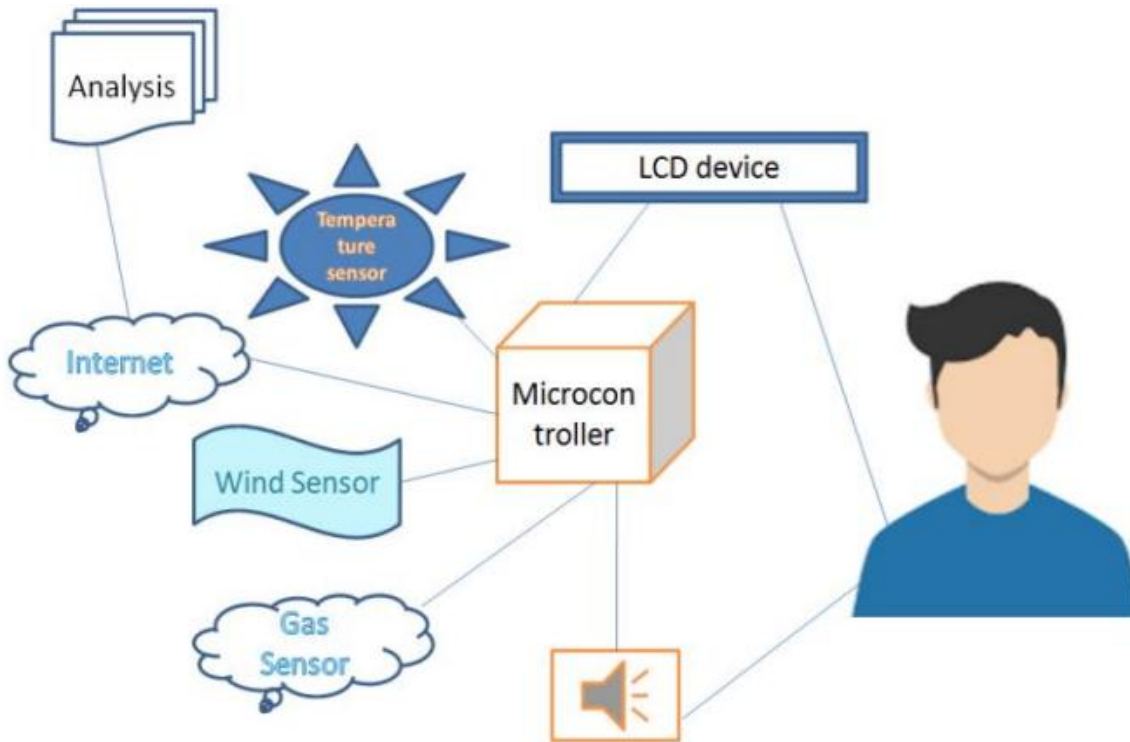 Analysis
LCD device
Tempera
ture
sensor
Internet
Microcon
troller
Wind Sensor
Gas
Sensor